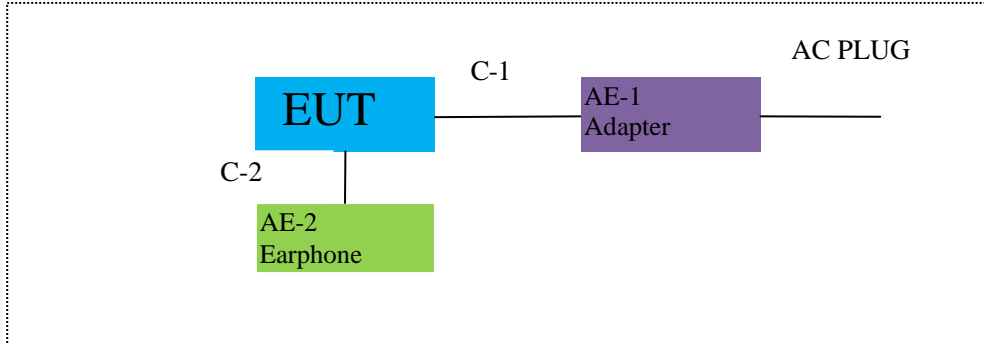 AC PLUG
C-1
EUT
AE-1
Adapter
C-2
AE-2
Earphone